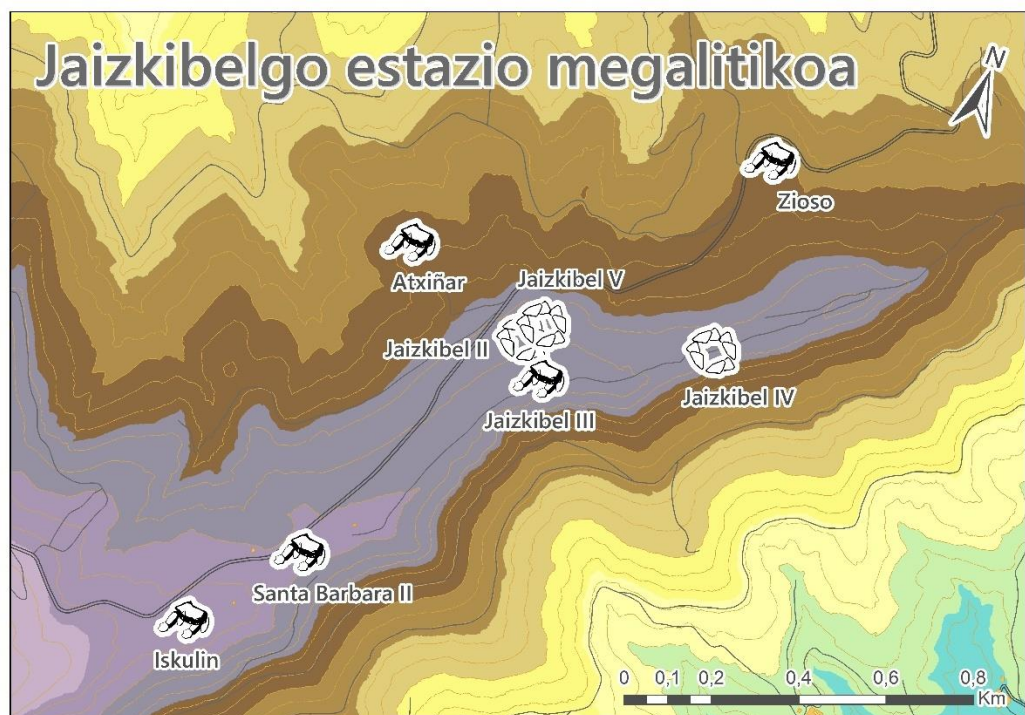 Jaizkibelgo estazio megalitikoa
N
Zioso
Atxiñar
Jaizkibel V
Jaizkibel II
Jaizkibel III
Jaizkibel IV
Santa Barbara II
Iskulin
0 0,1 0,2 0,4 0,6 0,8
Km